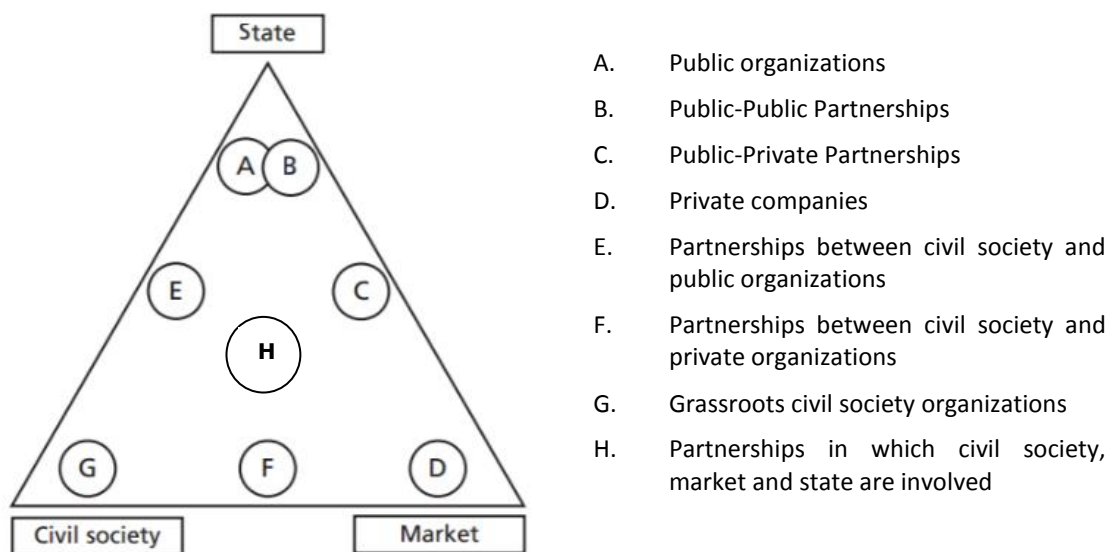 State
A B
E C
H
G F D
Civil society Market
A. Public organizations
B. Public-Public Partnerships
C. Public-Private Partnerships
D. Private companies
E. Partnerships between civil society and
public organizations
F. Partnerships between civil society and
private organizations
G. Grassroots civil society organizations
H. Partnerships in which civil society,
market and state are involved